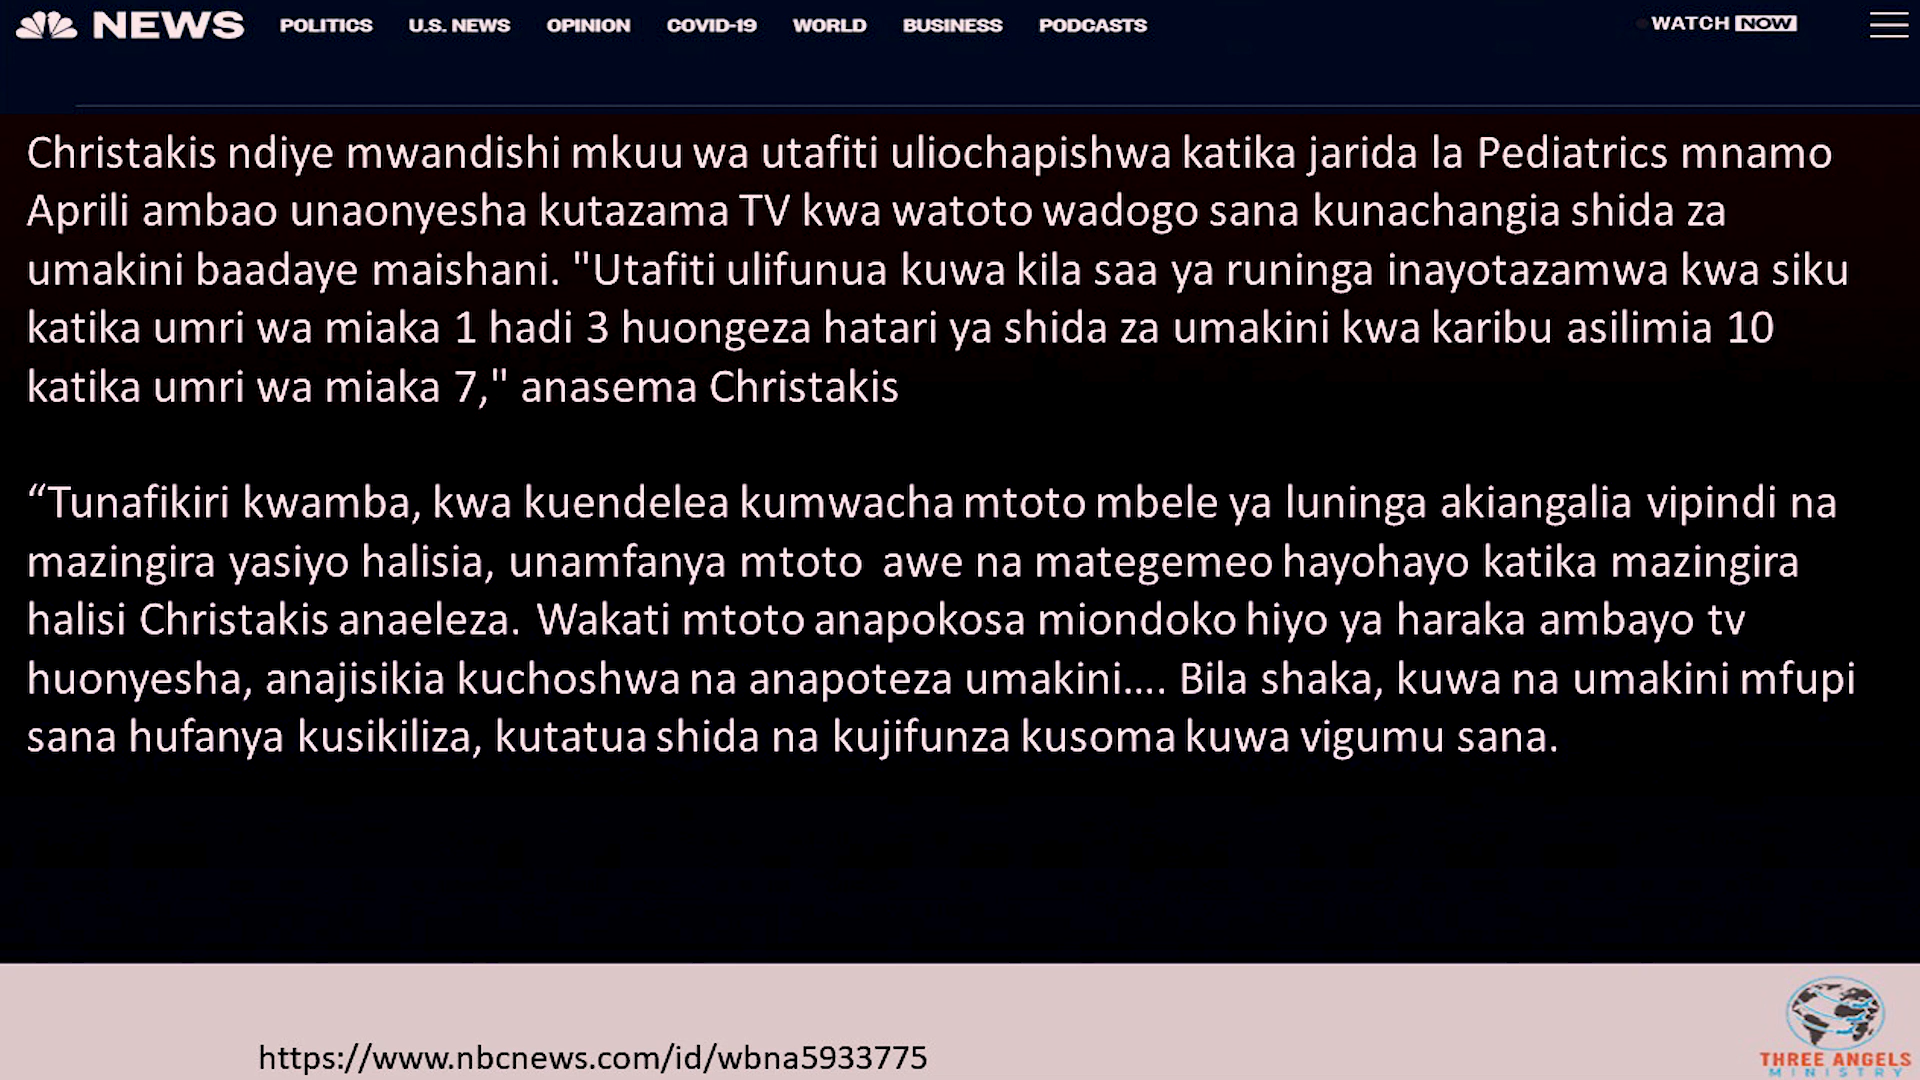 NEWS POLITICS U.S. NEWS OPINION COVID-19 WORLD BUSINESS PODCASTS WATCH NOW
Christakis ndiye mwandishi mkuu wa utafiti uliochapishwa katika jarida la Pediatrics mnamo
Aprili ambao unaonyesha kutazama TV kwa watoto wadogo sana kunachangia shida za
umakini baadaye maishani. "Utafiti ulifunua kuwa kila saa ya runinga inayotazamwa kwa siku
katika umri wa miaka 1 hadi 3 huongeza hatari ya shida za umakini kwa karibu asilimia 10
katika umri wa miaka 7," anasema Christakis
“Tunafikiri kwamba, kwa kuendelea kumwacha mtoto mbele ya luninga akiangalia vipindi na
mazingira yasiyo halisia, unamfanya mtoto awe na mategemeo hayohayo katika mazingira
halisi Christakis anaeleza. Wakati mtoto anapokosa miondoko hiyo ya haraka ambayo tv
huonyesha, anajisikia kuchoshwa na anapoteza umakini.... Bila shaka, kuwa na umakini mfupi
sana hufanya kusikiliza, kutatua shida na kujifunza kusoma kuwa vigumu sana.
https://www.nbcnews.com/id/wbna5933775
THREE ANGELS
MINISTRY